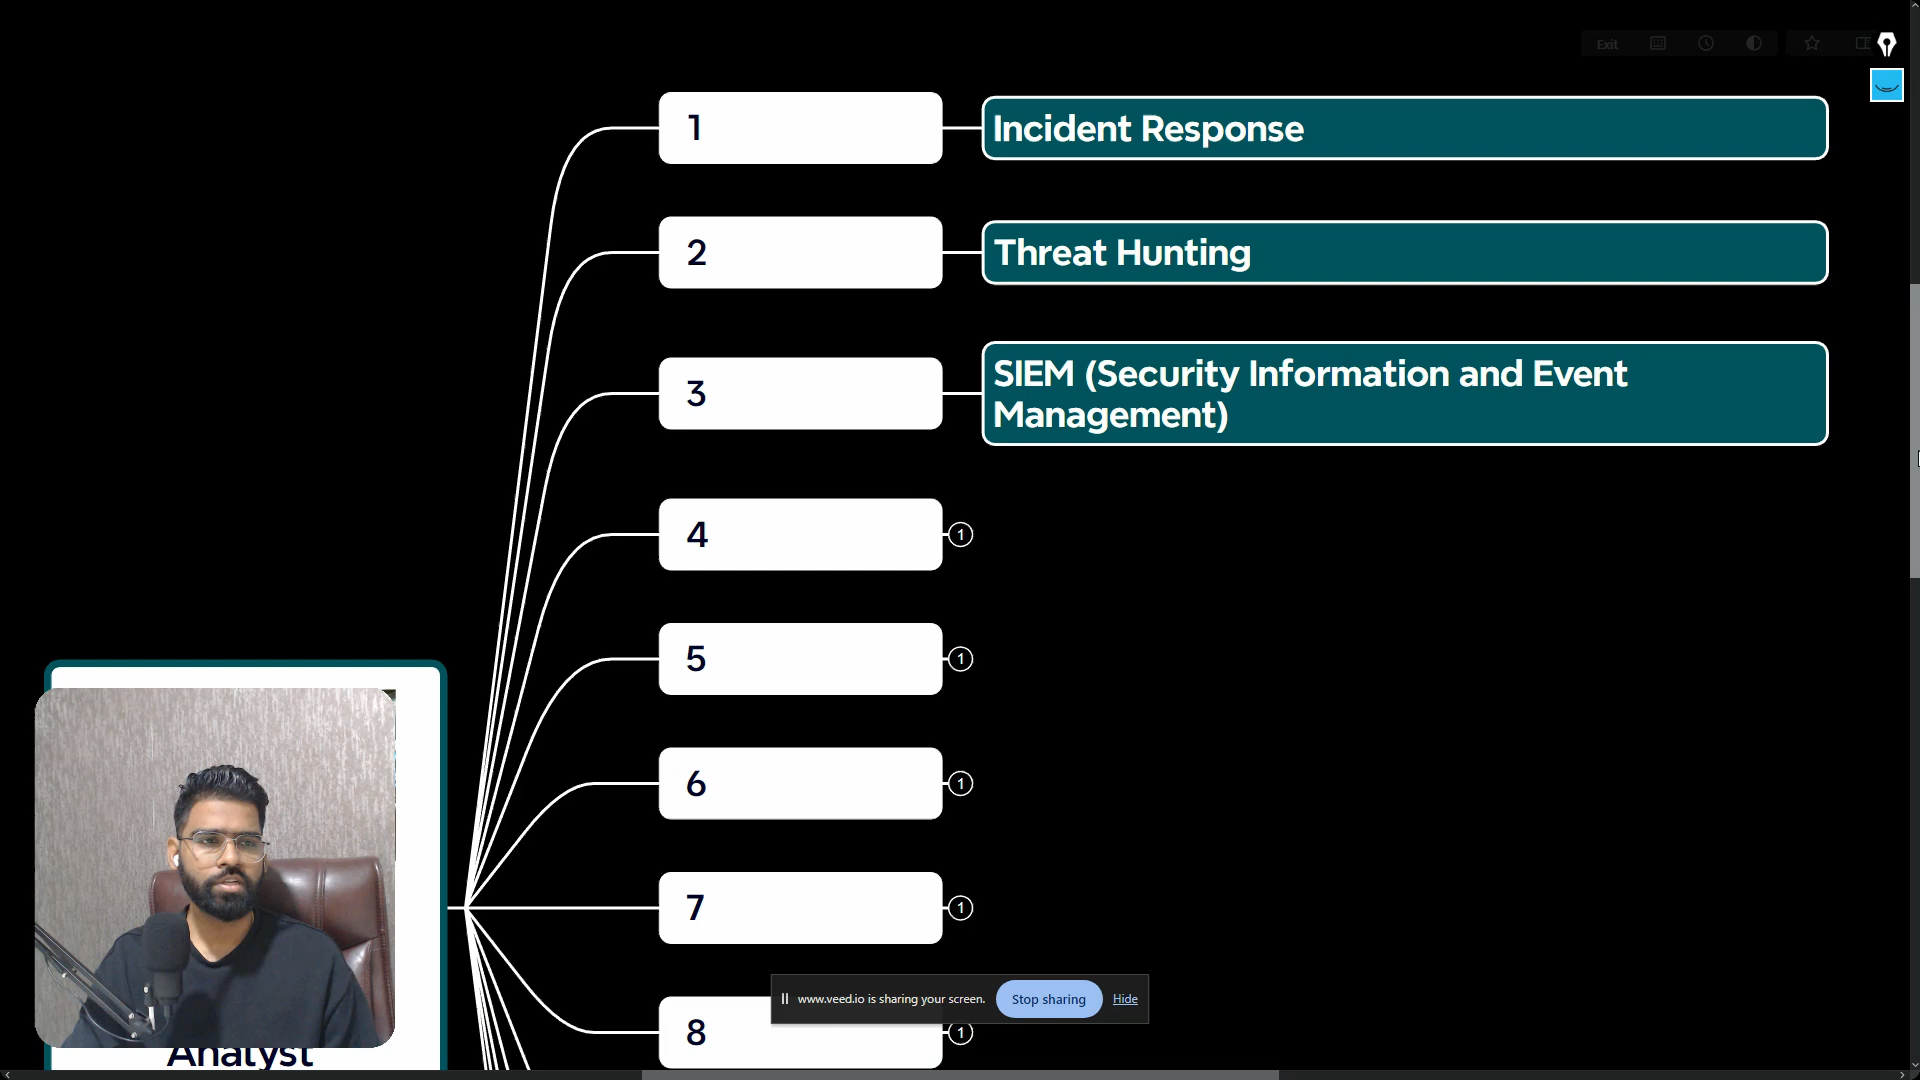 Exit
1
Incident Response
2
Threat Hunting
3
SIEM (Security Information and Event
Management)
4
1
5
1
6
1
7
1
www.veed.io is sharing your screen.
Stop sharing
Hide
8
1
Analyst